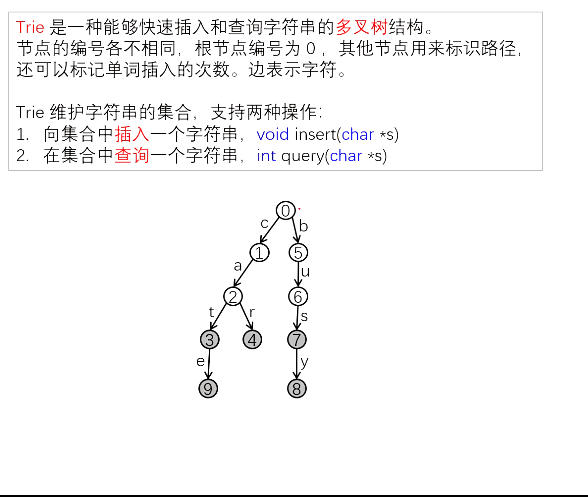 Trie 是一种能够快速插入和查询字符串的多叉树结构。
节点的编号各不相同，根节点编号为 0 ，其他节点用来标识路径，
还可以标记单词插入的次数。边表示字符。
Trie 维护字符串的集合，支持两种操作：
1. 向集合中插入一个字符串，void insert(char *s)
2. 在集合中查询一个字符串，int query(char *s)
0
c b
1 5
a u
2 6
t r s
3 4 7
e y
9 8